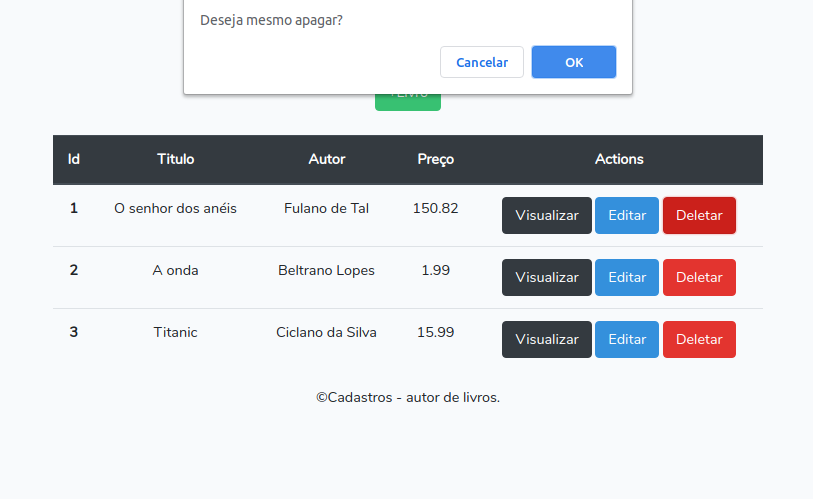 Deseja mesmo apagar?
Cancelar OK
Id Titulo Autor Preço Actions
1 O senhor dos anéis Fulano de Tal 150.82 Visualizar Editar Deletar
2 A onda Beltrano Lopes 1.99 Visualizar Editar Deletar
3 Titanic Ciclano da Silva 15.99 Visualizar Editar Deletar
©Cadastros - autor de livros.